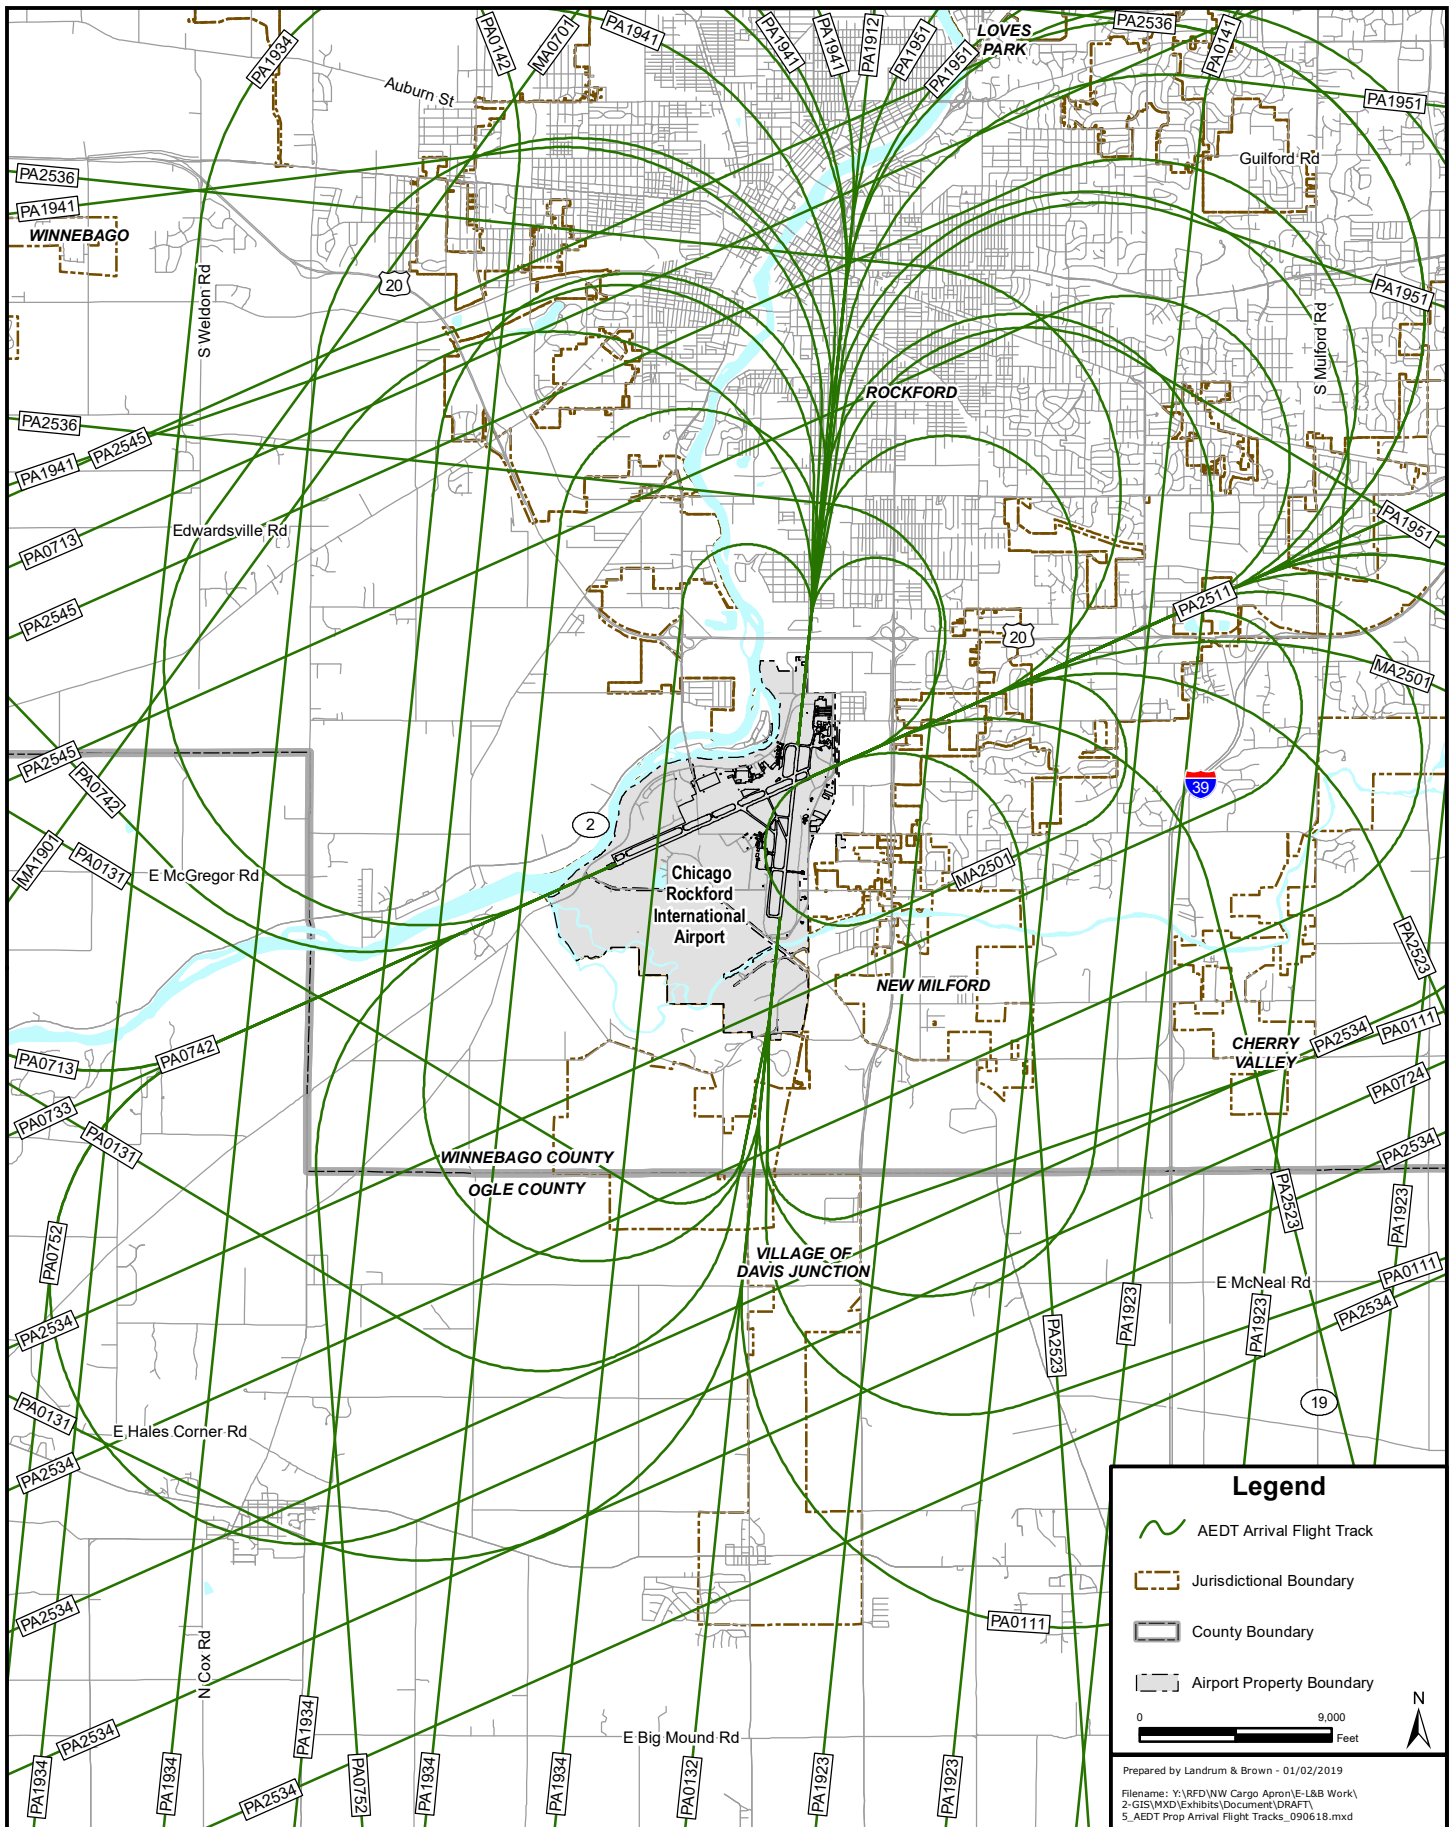 PA1934
PA0142
MA0701
PA1941
PA1941
PA1941
PA1912
PA1951
PA1951
LOVES
PARK
PA2536
PA0141
Auburn St
PA1951
Guilford Rd
PA2536
PA1941
WINNEBAGO
S Weldon Rd
20
PA1951
S Mulford Rd
ROCKFORD
PA2536
PA1941
PA2545
PA0713
Edwardsville Rd
PA1951
PA2545
PA2511
20
MA2501
PA2545
PA0742
39
2
MA1901
PA0131
E McGregor Rd
Chicago
Rockford
International
Airport
MA2501
PA2523
NEW MILFORD
CHERRY
VALLEY
PA2534
PA0111
PA0713
PA0742
PA0724
PA0733
PA0131
WINNEBAGO COUNTY
OGLE COUNTY
PA2534
PA2523
PA1923
PA0752
VILLAGE OF
DAVIS JUNCTION
E McNeal Rd
PA0111
PA2534
PA1923
PA1923
PA2534
PA2523
PA0131
E Hales Corner Rd
19
PA2534
PA2534
PA0111
N Cox Rd
PA1934
PA2534
E Big Mound Rd
PA1934
PA1934
PA2534
PA0752
PA1934
PA1934
PA0132
PA1923
PA1923
Legend
AEDT Arrival Flight Track
Jurisdictional Boundary
County Boundary
Airport Property Boundary
N
0
9,000
Feet
Prepared by Landrum & Brown - 01/02/2019
Filename: Y:\RFD\NW Cargo Apron\E-L&B Work\
2-GIS\MXD\Exhibits\Document\DRAFT\
5_AEDT Prop Arrival Flight Tracks_090618.mxd